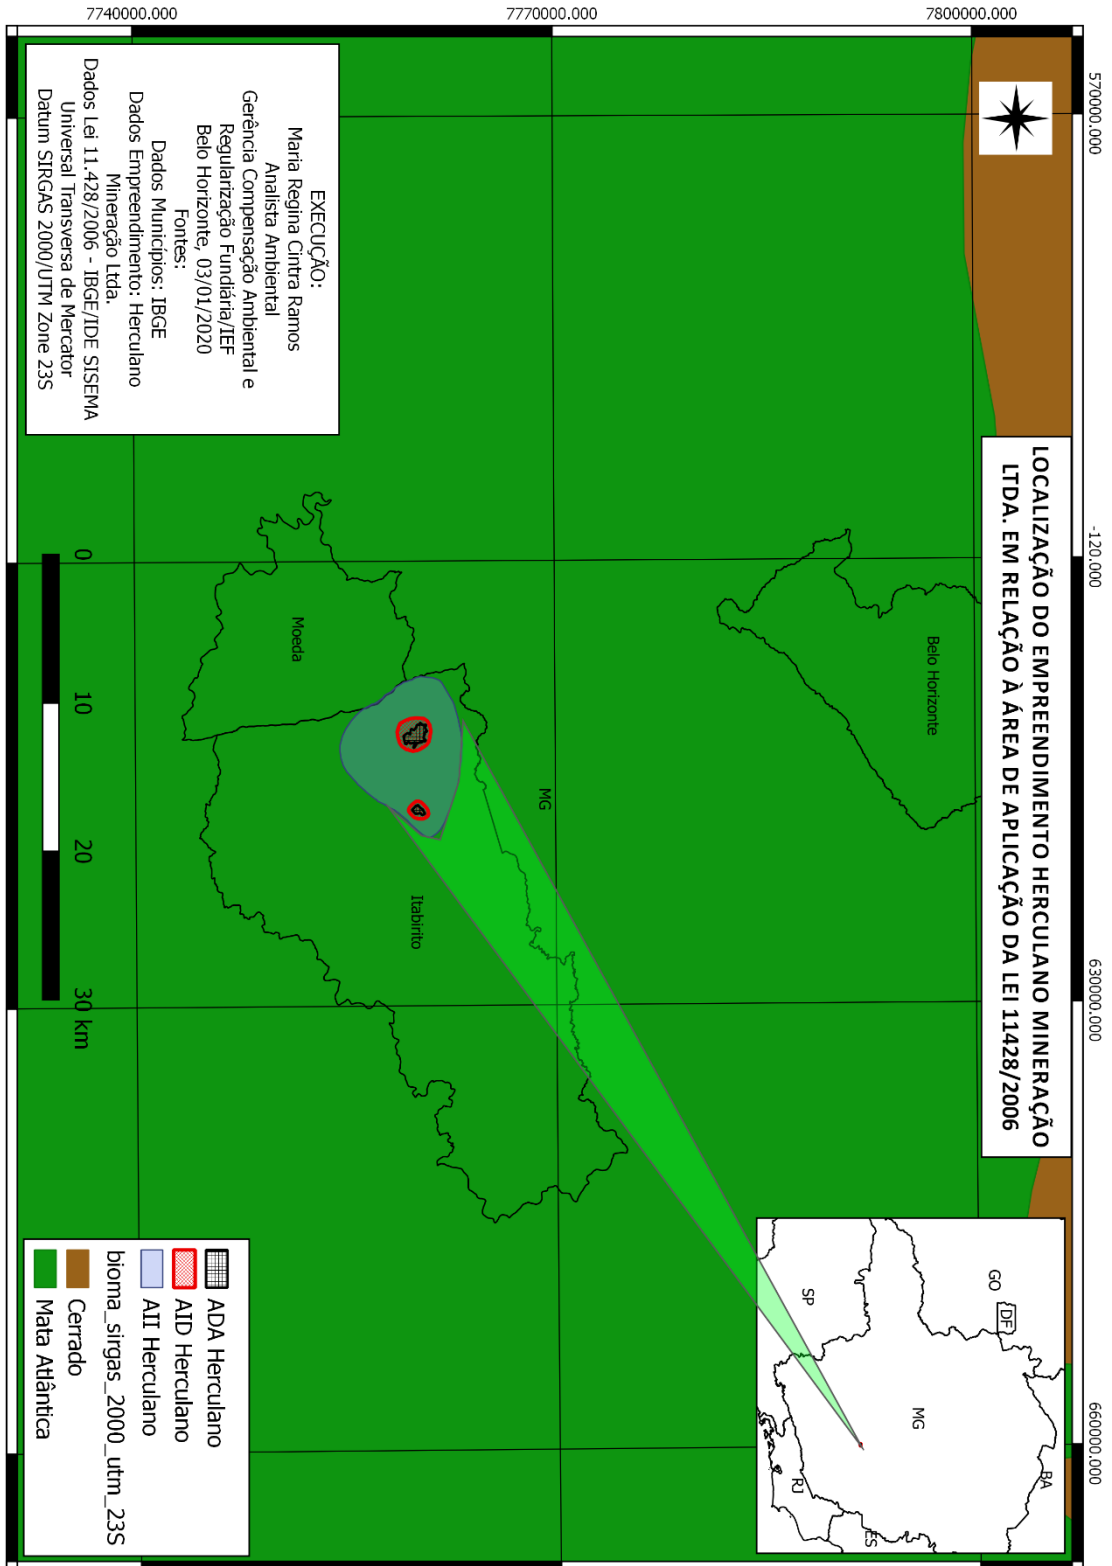 LOCALIZAÇÃO DO EMPREENDIMENTO HERCULANO MINERAÇÃO
LTDA. EM RELAÇÃO À ÁREA DE APLICAÇÃO DA LEI 11428/2006
570000.000
-120.000
630000.000
660000.000
7800000.000
7770000.000
7740000.000
Belo Horizonte
MG
Moeda
Itabirito
GO
DF
BA
MG
SP
RJ
ES
EXECUÇÃO:
Maria Regina Cintra Ramos
Analista Ambiental
Gerência Compensação Ambiental e
Regularização Fundiária/IEF
Belo Horizonte, 03/01/2020
Fontes:
Dados Municípios: IBGE
Dados Empreendimento: Herculano
Mineração Ltda.
Dados Lei 11.428/2006 - IBGE/IDE SISEMA
Universal Transversa de Mercator
Datum SIRGAS 2000/UTM Zone 23S
0
10
20
30 km
ADA Herculano
AID Herculano
AII Herculano
bioma_sirgas_2000_utm_23S
Cerrado
Mata Atlântica